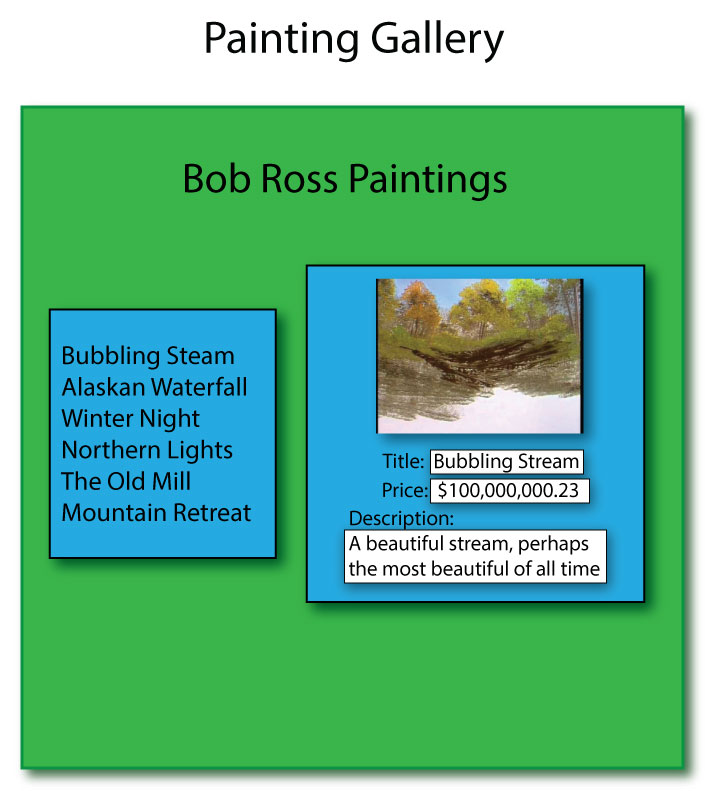 Painting Gallery
Bob Ross Paintings
Bubbling Steam
Alaskan Waterfall
Winter Night
Northern Lights
The Old Mill
Mountain Retreat
Title: Bubbling Stream
Price: $100,000,000.23
Description:
A beautiful stream, perhaps
the most beautiful of all time